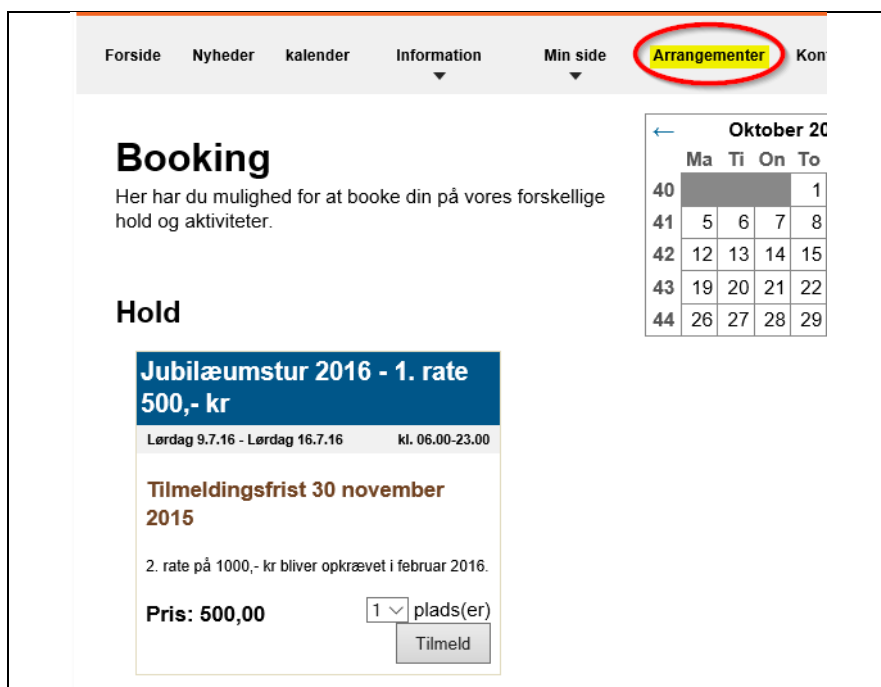 Forside Nyheder kalender Information Min side Arrangementer Kon
Booking
Her har du mulighed for at booke din på vores forskellige
hold og aktiviteter.
← Oktober 20
Ma Ti On To
40 1
41 5 6 7 8
42 12 13 14 15
43 19 20 21 22
44 26 27 28 29
Hold
Jubilæumstur 2016 - 1. rate
500,- kr
Lørdag 9.7.16 - Lørdag 16.7.16 kl. 06.00-23.00
Tilmeldingsfrist 30 november
2015
2. rate på 1000,- kr bliver opkrævet i februar 2016.
Pris: 500,00 1 plads(er)
Tilmeld